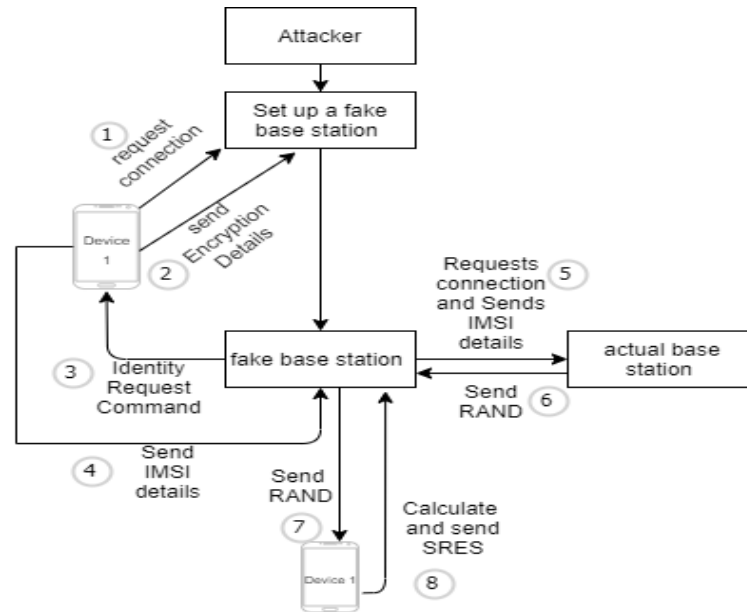 Attacker
Set up a fake
base station
1
request
connection
send
Encryption
Details
2
Device
1
Requests
connection
and Sends
IMSI
details
5
fake base station
actual base
station
3
Identity
Request
Command
Send
RAND
6
4
Send
IMSI
details
Send
RAND
7
Calculate
and send
SRES
8
Device 1